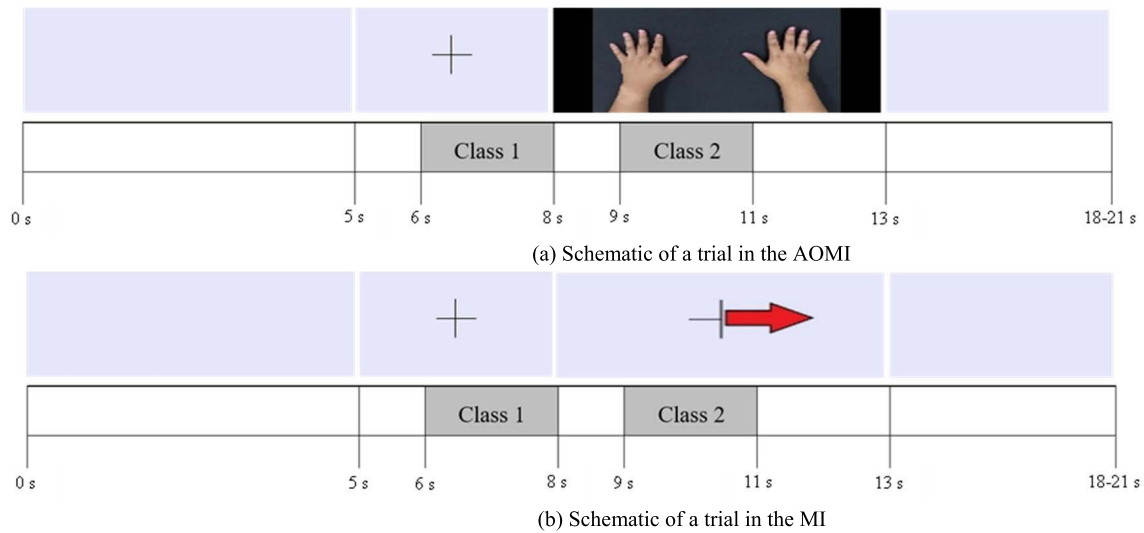 Class 1 Class 2
0 s 5 s 6 s 8 s 9 s 11 s 13 s 18-21 s
(a) Schematic of a trial in the AOMI
Class 1 Class 2
0 s 5 s 6 s 8 s 9 s 11 s 13 s 18-21 s
(b) Schematic of a trial in the MI